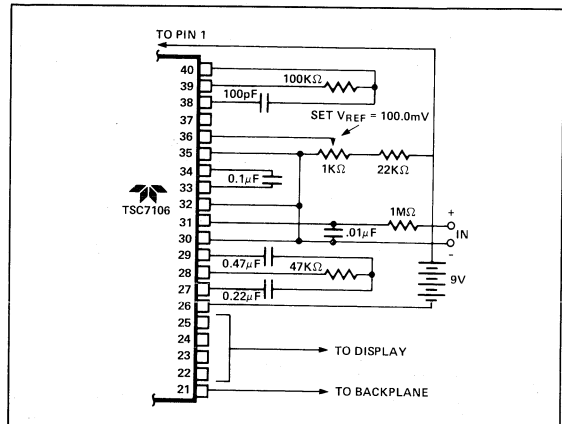 TO PIN 1
40
39
38
37
36
35
34
33
32
31
30
29
28
27
26
25
24
23
22
21
100KΩ
100pF
SET VREF = 100.0mV
1KΩ
22KΩ
0.1µF
TSC7106
1MΩ
+
.01µF
IN
-
0.47µF
47KΩ
0.22µF
9V
TO DISPLAY
TO BACKPLANE